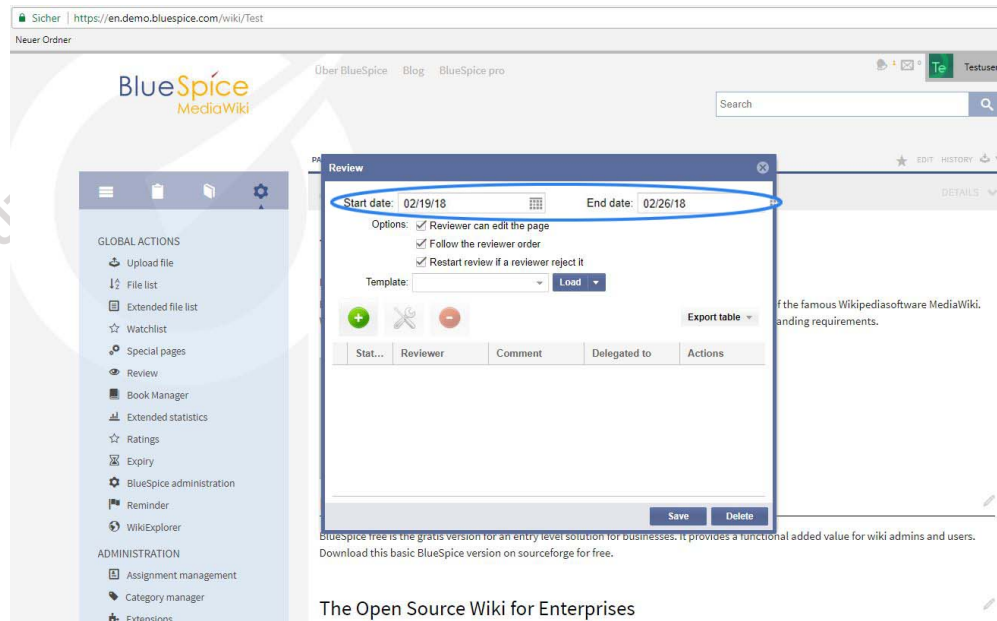 Sicher | https://en.demo.bluespice.com/wiki/Test
Neuer Ordner
BlueSpice
MediaWiki
Über BlueSpice Blog BlueSpice pro
1 0 Te Testuser
Search
PA
EDIT HISTORY
DETAILS
GLOBAL ACTIONS
Upload file
File list
Extended file list
Watchlist
Special pages
Review
Book Manager
Extended statistics
Ratings
Expiry
BlueSpice administration
Reminder
WikiExplorer
ADMINISTRATION
Assignment management
Category manager
Extensions
Review
Start date: 02/19/18 End date: 02/26/18
Options: Reviewer can edit the page
Follow the reviewer order
Restart review if a reviewer reject it
Template: Load
Export table
Stat... Reviewer Comment Delegated to Actions
Save Delete
f the famous Wikipediasoftware MediaWiki.
anding requirements.
BlueSpice free is the gratis version for an entry level solution for businesses. It provides a functional added value for wiki admins and users.
Download this basic BlueSpice version on sourceforge for free.
The Open Source Wiki for Enterprises